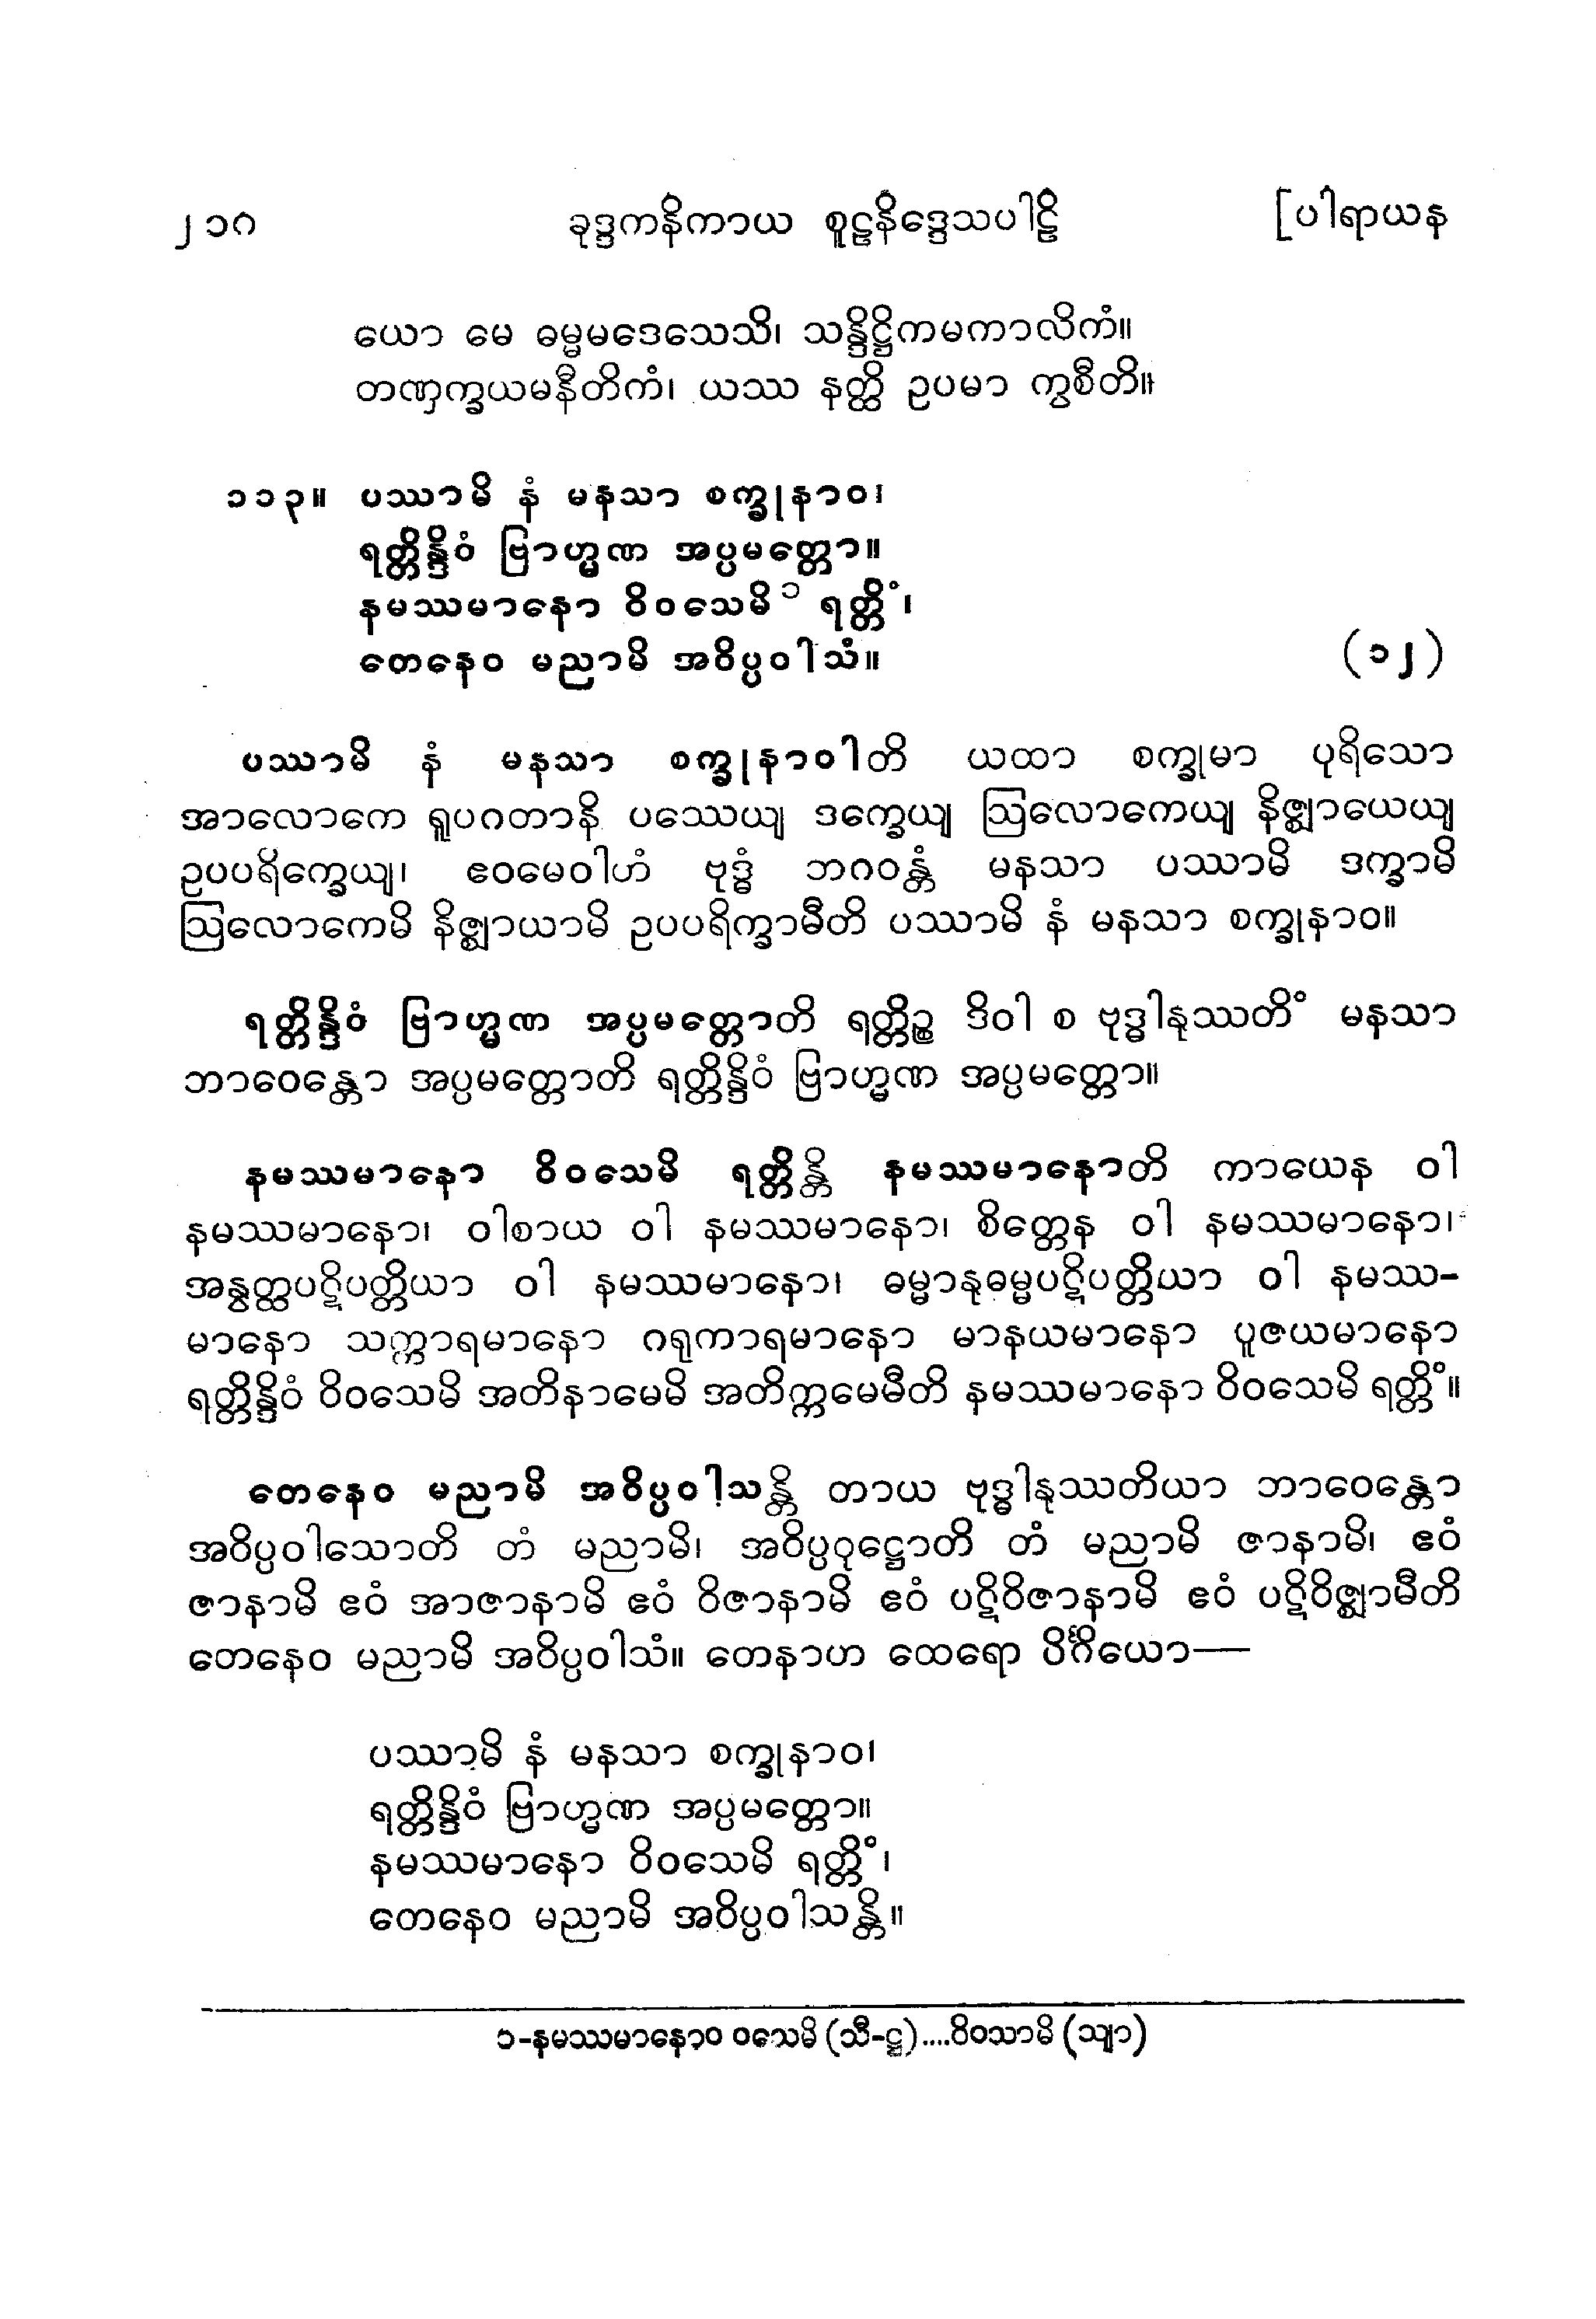 ၂၁၀ ခုဒ္ဒကနိကာယ စူဠနိဒ္ဒေသပါဠိ [ပါရာယန
ယော မေ ဓမ္မမဒေသေသိ၊ သန္ဒိဋ္ဌိကမကာလိကံ။
တဏှက္ခယမနီတိကံ၊ ယဿ နတ္ထိ ဥပမာ ကွစီတိ။
၁၁၃။ ပဿာမိ နံ မနသာ စက္ခုနာဝ၊
ရတ္တိန္ဒိဝံ ဗြာဟ္မဏ အပ္ပမတ္တော။
နမဿမာနော ဝိဝသေမိ ၁ ရတ္တိံ၊
တေနေဝ မညာမိ အဝိပ္ပဝါသံ။ (၁၂)
ပဿာမိ နံ မနသာ စက္ခုနာဝါတိ ယထာ စက္ခုမာ ပုရိသော
အာလောကေ ရူပဂတာနိ ပဿေယျ ဒက္ခေယျ ဩလောကေယျ နိဇ္ဈာယေယျ
ဥပပရိက္ခေယျ၊ ဧဝမေဝါဟံ ဗုဒ္ဓံ ဘဂဝန္တံ မနသာ ပဿာမိ ဒက္ခာမိ
ဩလောကေမိ နိဇ္ဈာယာမိ ဥပပရိက္ခာမီတိ ပဿာမိ နံ မနသာ စက္ခုနာဝ။
ရတ္တိန္ဒိဝံ ဗြာဟ္မဏ အပ္ပမတ္တောတိ ရတ္တိဉ္စ ဒိဝါ စ ဗုဒ္ဓါနုဿတိံ မနသာ
ဘာဝေန္တော အပ္ပမတ္တောတိ ရတ္တိန္ဒိဝံ ဗြာဟ္မဏ အပ္ပမတ္တော။
နမဿမာနော ဝိဝသေမိ ရတ္တိန္တိ နမဿမာနောတိ ကာယေန ဝါ
နမဿမာနော၊ ဝါစာယ ဝါ နမဿမာနော၊ စိတ္တေန ဝါ နမဿမာနော၊
အနွတ္ထပဋိပတ္တိယာ ဝါ နမဿမာနော၊ ဓမ္မာနုဓမ္မပဋိပတ္တိယာ ဝါ နမဿ-
မာနော သက္ကာရမာနော ဂရုကာရမာနော မာနယမာနော ပူဇယမာနော
ရတ္တိန္ဒိဝံ ဝိဝသေမိ အတိနာမေမိ အတိက္ကမေမီတိ နမဿမာနော ဝိဝသေမိ ရတ္တိံ။
တေနေဝ မညာမိ အဝိပ္ပဝါသန္တိ တာယ ဗုဒ္ဓါနုဿတိယာ ဘာဝေန္တော
အဝိပ္ပဝါသောတိ တံ မညာမိ၊ အဝိပ္ပဝုဋ္ဌောတိ တံ မညာမိ ဇာနာမိ၊ ဧဝံ
ဇာနာမိ ဧဝံ အာဇာနာမိ ဧဝံ ဝိဇာနာမိ ဧဝံ ပဋိဝိဇာနာမိ ဧဝံ ပဋိဝိဇ္ဈာမီတိ
တေနေဝ မညာမိ အဝိပ္ပဝါသံ။ တေနာဟ ထေရော ပိင်္ဂိယော—
ပဿာမိ နံ မနသာ စက္ခုနာဝ၊
ရတ္တိန္ဒိဝံ ဗြာဟ္မဏ အပ္ပမတ္တော။
နမဿမာနော ဝိဝသေမိ ရတ္တိံ၊
တေနေဝ မညာမိ အဝိပ္ပဝါသန္တိ။
၁-နမဿမာနောဝ ဝသေမိ (သီ-ဋ္ဌ)....ဝိဝသာမိ (သျာ)